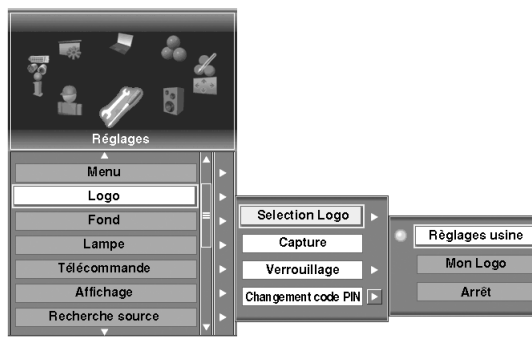 Réglages
Menu
Logo
Fond
Lampe
Télécommande
Affichage
Recherche source
Selection Logo
Capture
Verrouillage
Changement code PIN
Règlages usine
Mon Logo
Arrêt